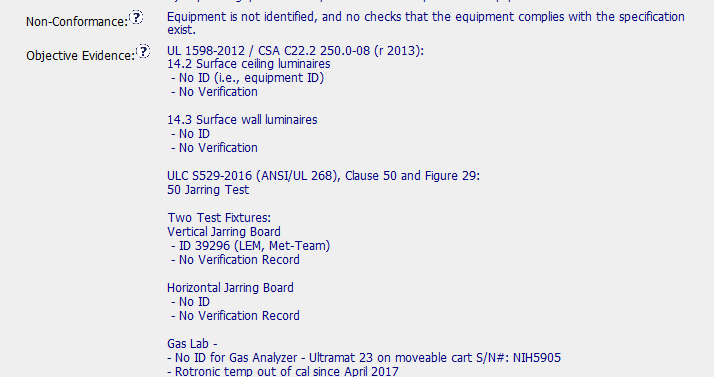 Non-Conformance:? Equipment is not identified, and no checks that the equipment complies with the specification
exist.
Objective Evidence:? UL 1598-2012 / CSA C22.2 250.0-08 (r 2013):
14.2 Surface ceiling luminaires
- No ID (i.e., equipment ID)
- No Verification
14.3 Surface wall luminaires
- No ID
- No Verification
ULC S529-2016 (ANSI/UL 268), Clause 50 and Figure 29:
50 Jarring Test
Two Test Fixtures:
Vertical Jarring Board
- ID 39296 (LEM, Met-Team)
- No Verification Record
Horizontal Jarring Board
- No ID
- No Verification Record
Gas Lab -
- No ID for Gas Analyzer - Ultramat 23 on moveable cart S/N#: NIH5905
- Rotronic temp out of cal since April 2017